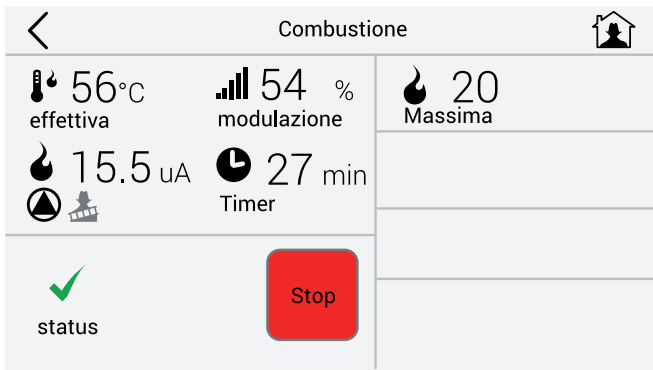 Combustione
56°C
effettiva
54 %
modulazione
20
Massima
15.5 uA
27 min
Timer
status
Stop